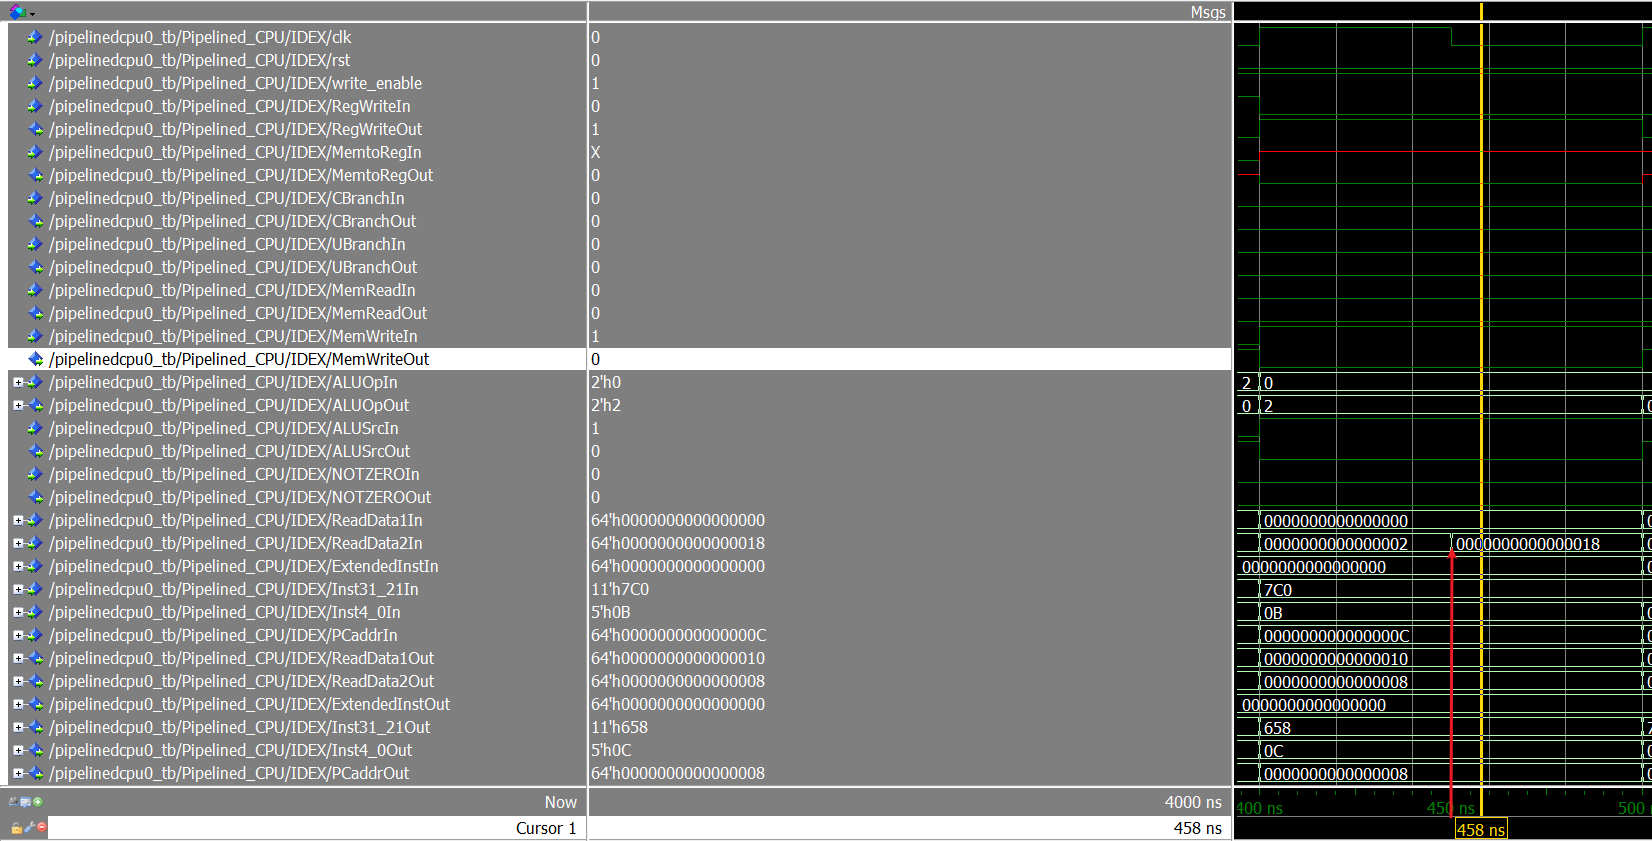 Msgs
/pipelinedcpu0_tb/Pipelined_CPU/IDEX/clk 0
/pipelinedcpu0_tb/Pipelined_CPU/IDEX/rst 0
/pipelinedcpu0_tb/Pipelined_CPU/IDEX/write_enable 1
/pipelinedcpu0_tb/Pipelined_CPU/IDEX/RegWriteIn 0
/pipelinedcpu0_tb/Pipelined_CPU/IDEX/RegWriteOut 1
/pipelinedcpu0_tb/Pipelined_CPU/IDEX/MemtoRegIn X
/pipelinedcpu0_tb/Pipelined_CPU/IDEX/MemtoRegOut 0
/pipelinedcpu0_tb/Pipelined_CPU/IDEX/CBranchIn 0
/pipelinedcpu0_tb/Pipelined_CPU/IDEX/CBranchOut 0
/pipelinedcpu0_tb/Pipelined_CPU/IDEX/UBranchIn 0
/pipelinedcpu0_tb/Pipelined_CPU/IDEX/UBranchOut 0
/pipelinedcpu0_tb/Pipelined_CPU/IDEX/MemReadIn 0
/pipelinedcpu0_tb/Pipelined_CPU/IDEX/MemReadOut 0
/pipelinedcpu0_tb/Pipelined_CPU/IDEX/MemWriteIn 1
/pipelinedcpu0_tb/Pipelined_CPU/IDEX/MemWriteOut 0
/pipelinedcpu0_tb/Pipelined_CPU/IDEX/ALUOpIn 2'h0 2 0
/pipelinedcpu0_tb/Pipelined_CPU/IDEX/ALUOpOut 2'h2 0 2
/pipelinedcpu0_tb/Pipelined_CPU/IDEX/ALUSrcIn 1
/pipelinedcpu0_tb/Pipelined_CPU/IDEX/ALUSrcOut 0
/pipelinedcpu0_tb/Pipelined_CPU/IDEX/NOTZEROIn 0
/pipelinedcpu0_tb/Pipelined_CPU/IDEX/NOTZEROOut 0
/pipelinedcpu0_tb/Pipelined_CPU/IDEX/ReadData1In 64'h0000000000000000 0000000000000000
/pipelinedcpu0_tb/Pipelined_CPU/IDEX/ReadData2In 64'h0000000000000018 0000000000000002 0000000000000018
/pipelinedcpu0_tb/Pipelined_CPU/IDEX/ExtendedInstIn 64'h0000000000000000 0000000000000000
/pipelinedcpu0_tb/Pipelined_CPU/IDEX/Inst31_21In 11'h7C0 7C0
/pipelinedcpu0_tb/Pipelined_CPU/IDEX/Inst4_0In 5'h0B 0B
/pipelinedcpu0_tb/Pipelined_CPU/IDEX/PCaddrIn 64'h000000000000000C 000000000000000C
/pipelinedcpu0_tb/Pipelined_CPU/IDEX/ReadData1Out 64'h0000000000000010 0000000000000010
/pipelinedcpu0_tb/Pipelined_CPU/IDEX/ReadData2Out 64'h0000000000000008 0000000000000008
/pipelinedcpu0_tb/Pipelined_CPU/IDEX/ExtendedInstOut 64'h0000000000000000 0000000000000000
/pipelinedcpu0_tb/Pipelined_CPU/IDEX/Inst31_21Out 11'h658 658
/pipelinedcpu0_tb/Pipelined_CPU/IDEX/Inst4_0Out 5'h0C 0C
/pipelinedcpu0_tb/Pipelined_CPU/IDEX/PCaddrOut 64'h0000000000000008 0000000000000008
Now 4000 ns 400 ns 450 ns 500
Cursor 1 458 ns 458 ns